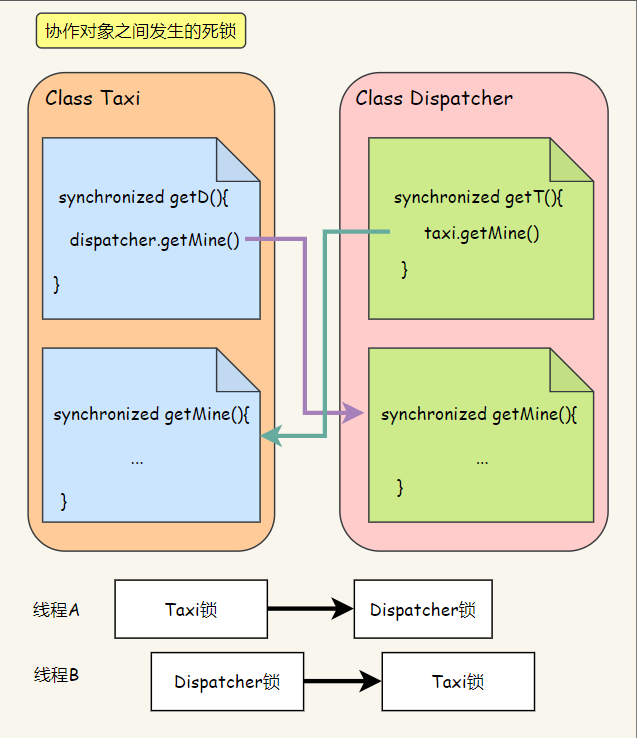 协作对象之间发生的死锁
Class Taxi
synchronized getD(){
dispatcher.getMine()
}
synchronized getMine(){
...
}
Class Dispatcher
synchronized getT(){
taxi.getMine()
}
synchronized getMine(){
...
}
线程A
Taxi锁
Dispatcher锁
线程B
Dispatcher锁
Taxi锁